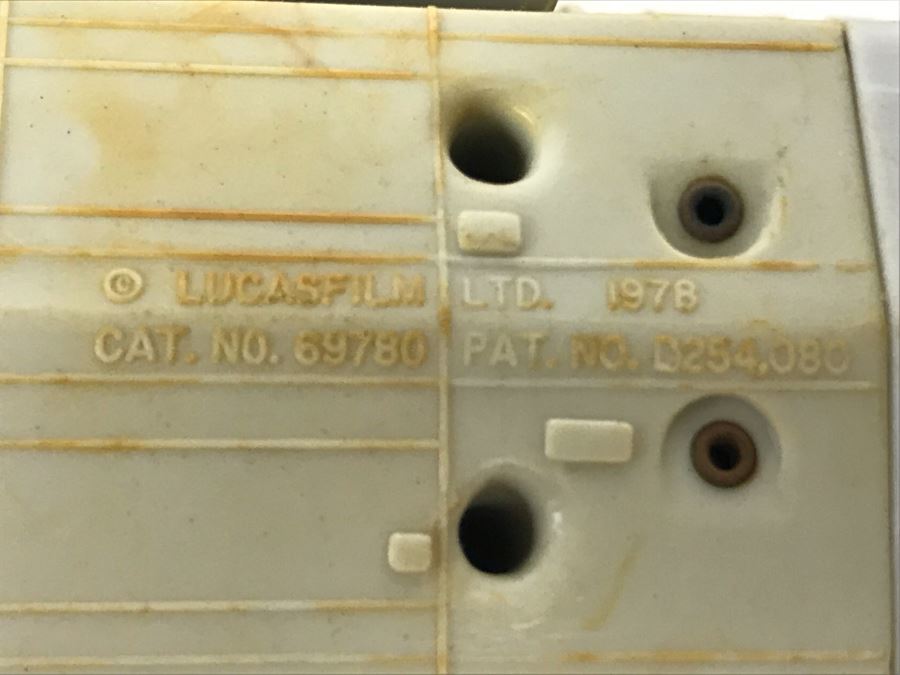 © LUCASFILM LTD. 1978
CAT. NO. 69780 PAT. NO. D254,080